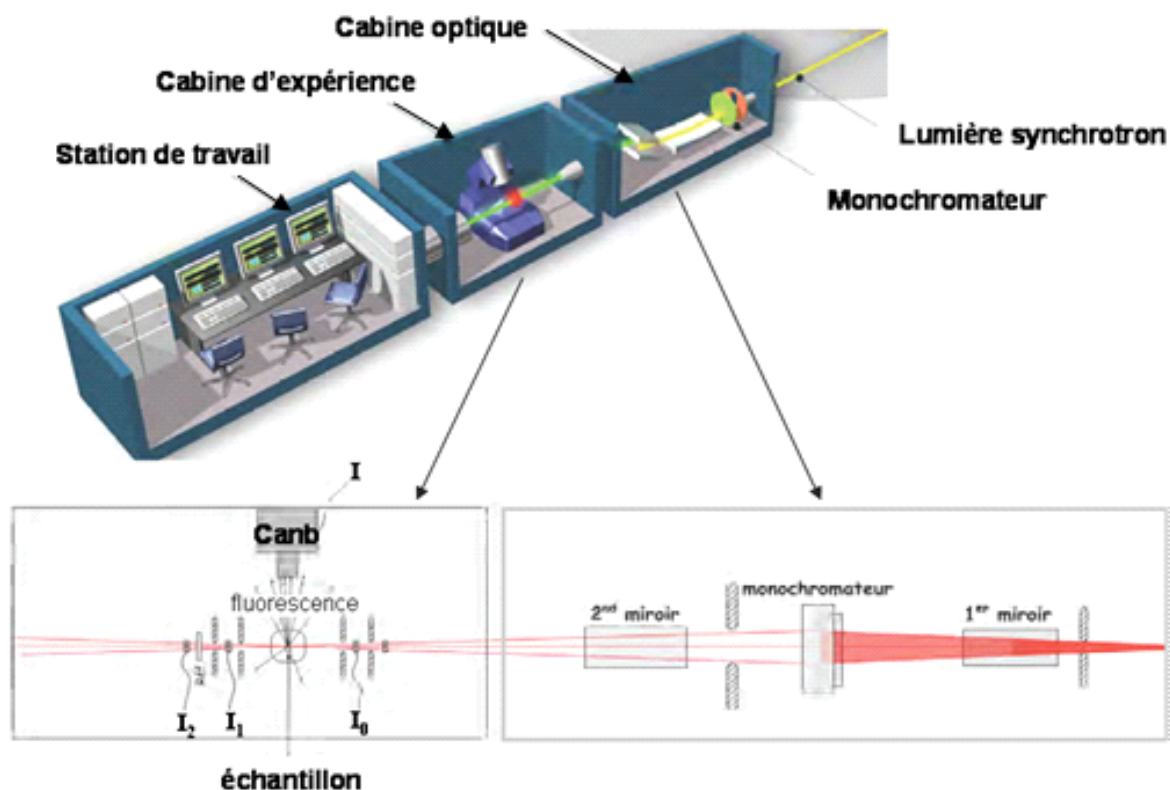 Cabine optique
Cabine d'expérience
Station de travail
Lumière synchrotron
Monochromateur
I
Canb
fluorescence
I₂
I₁
I₀
échantillon
monochromateur
2nd miroir
1er miroir